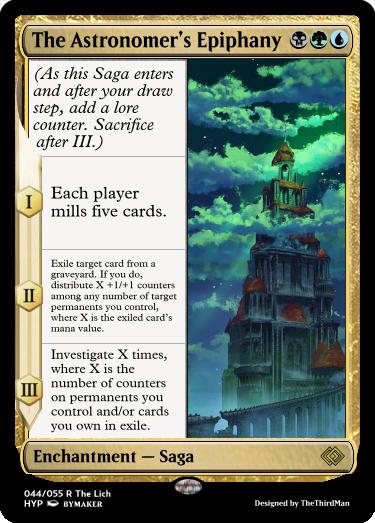 The Astronomer's Epiphany
(As this Saga enters
and after your draw
step, add a lore
counter. Sacrifice
after III.)
I
Each player
mills five cards.
II
Exile target card from a
graveyard. If you do,
distribute X +1/+1 counters
among any number of target
permanents you control,
where X is the exiled card's
mana value.
III
Investigate X times,
where X is the
number of counters
on permanents you
control and/or cards
you own in exile.
Enchantment — Saga
044/055 R The Lich
HYP BYMAKER
Designed by TheThirdMan